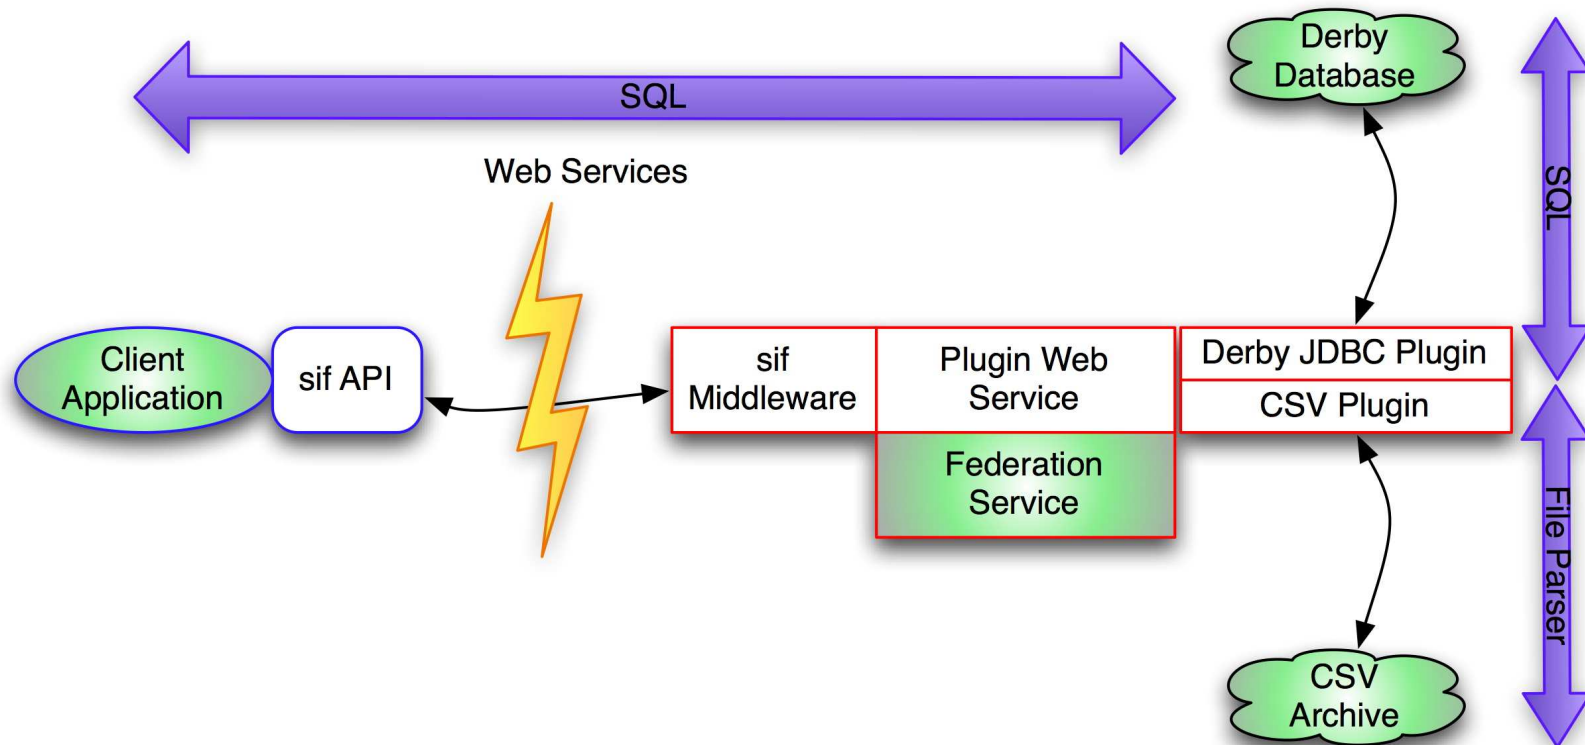 Derby
Database
SQL
Web Services
SQL
Client
Application
sif API
sif
Middleware
Plugin Web
Service
Derby JDBC Plugin
CSV Plugin
Federation
Service
File Parser
CSV
Archive